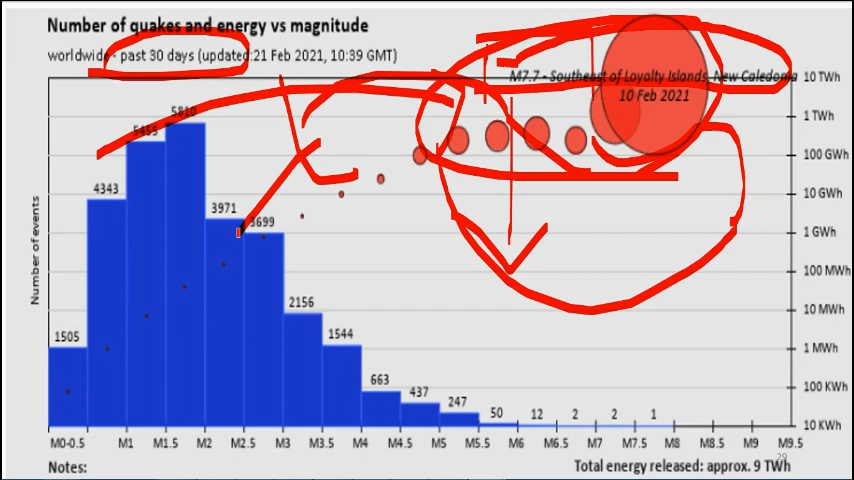 Number of quakes and energy vs magnitude
worldwide - past 30 days (updated:21 Feb 2021, 10:39 GMT)
M7.7 - Southeast of Loyalty Islands, New Caledonia
10 Feb 2021
10 TWh
1 TWh
100 GWh
10 GWh
1 GWh
100 MWh
10 MWh
1 MWh
100 KWh
10 KWh
Number of events
1505
4343
5453
5810
3971
3699
2156
1544
663
437
247
50
12
2
2
1
M0-0.5 M1 M1.5 M2 M2.5 M3 M3.5 M4 M4.5 M5 M5.5 M6 M6.5 M7 M7.5 M8 M8.5 M9 M9.5
29
Notes:
Total energy released: approx. 9 TWh